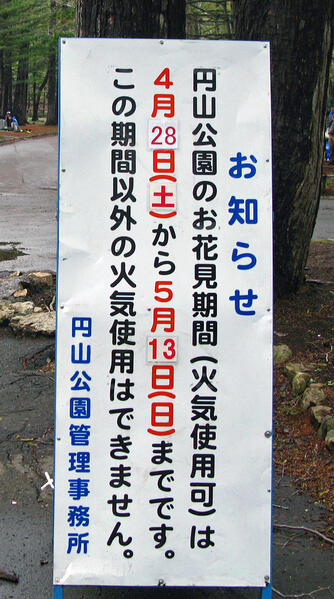 お知らせ
円山公園のお花見期間(火気使用可)は
4月28日(土)から5月13日(日)までです。
この期間以外の火気使用はできません。
円山公園管理事務所